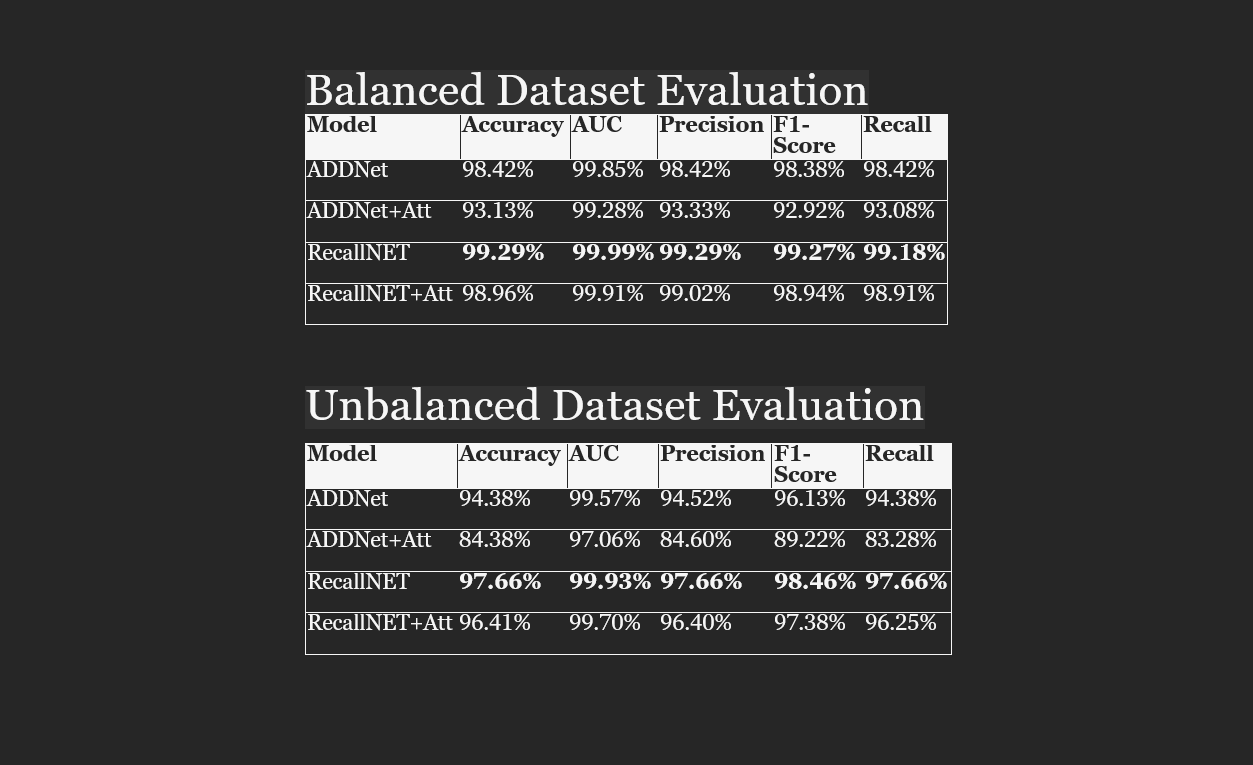 Balanced Dataset Evaluation
Model Accuracy AUC Precision F1-Score Recall
ADDNet 98.42% 99.85% 98.42% 98.38% 98.42%
ADDNet+Att 93.13% 99.28% 93.33% 92.92% 93.08%
RecallNET 99.29% 99.99% 99.29% 99.27% 99.18%
RecallNET+Att 98.96% 99.91% 99.02% 98.94% 98.91%
Unbalanced Dataset Evaluation
Model Accuracy AUC Precision F1-Score Recall
ADDNet 94.38% 99.57% 94.52% 96.13% 94.38%
ADDNet+Att 84.38% 97.06% 84.60% 89.22% 83.28%
RecallNET 97.66% 99.93% 97.66% 98.46% 97.66%
RecallNET+Att 96.41% 99.70% 96.40% 97.38% 96.25%